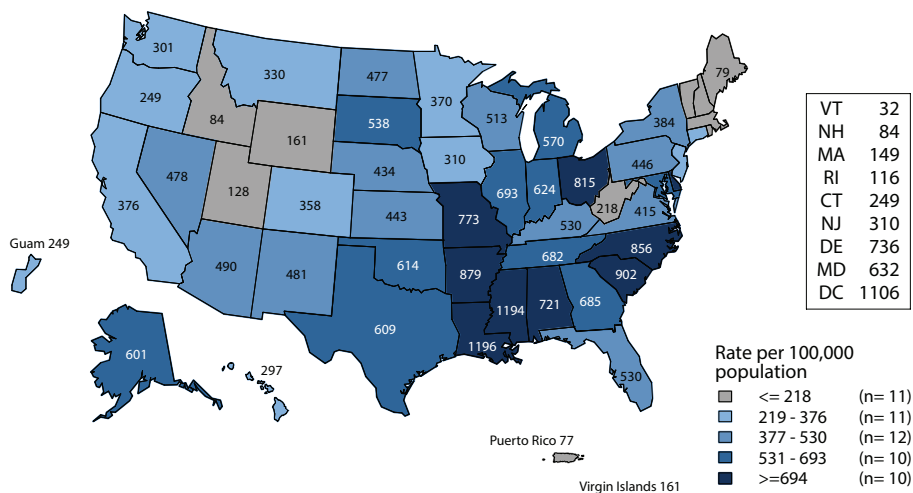 301
330
477
370
249
84
161
538
513
570
79
384
446
VT 32
NH 84
MA 149
RI 116
CT 249
NJ 310
DE 736
MD 632
DC 1106
478
128
434
310
693
624
815
218
415
376
358
443
773
530
Guam 249
490
481
614
879
682
856
902
609
1194
721
685
1196
530
601
297
Puerto Rico 77
Virgin Islands 161
Rate per 100,000
population
<= 218 (n= 11)
219 - 376 (n= 11)
377 - 530 (n= 12)
531 - 693 (n= 10)
>=694 (n= 10)